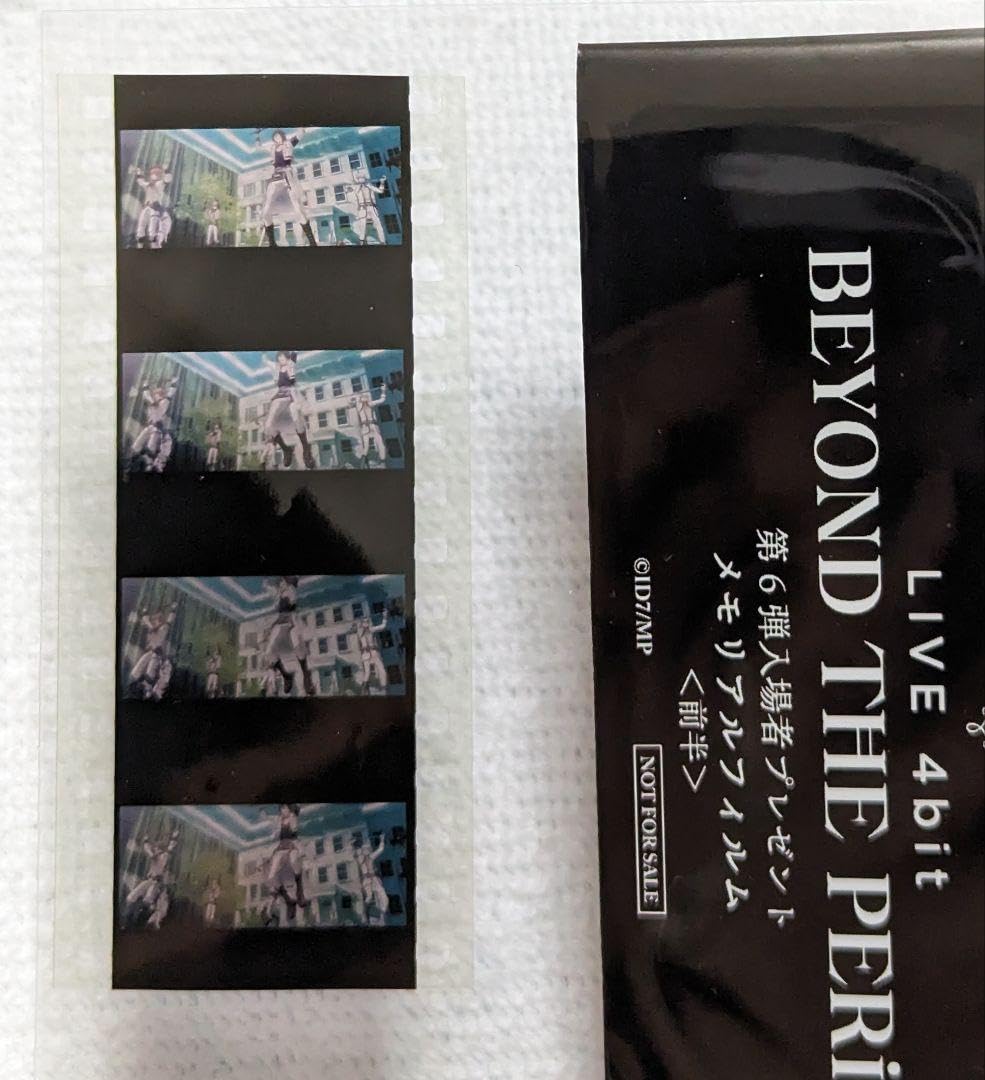 LIVE 4bit
BEYOND THE PERi
第6弾入場者プレゼント
メモリアルフィルム
<前半>
©ID7/MP
NOT FOR SALE